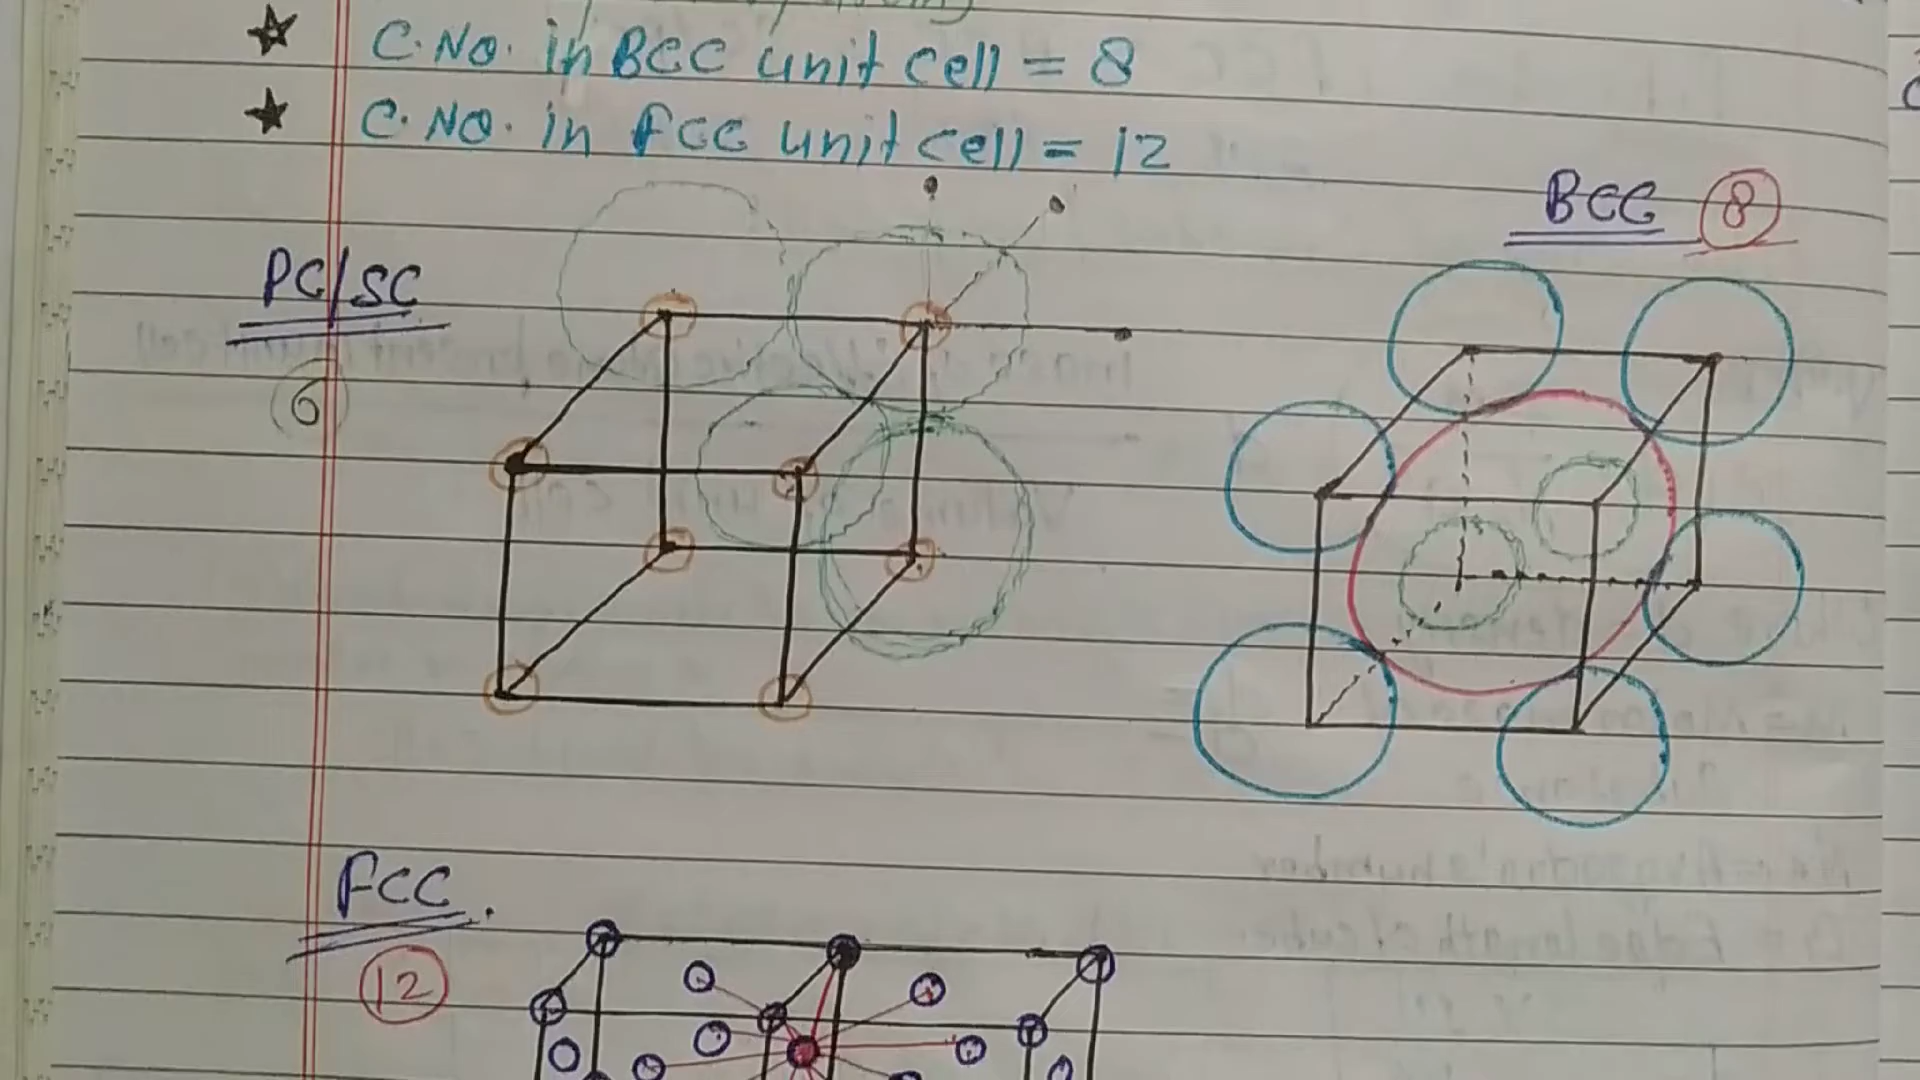 ☆ C.No. in BCC unit cell = 8
★ C.No. in FCC unit cell = 12
BCC 8
PC/SC
6
FCC.
12